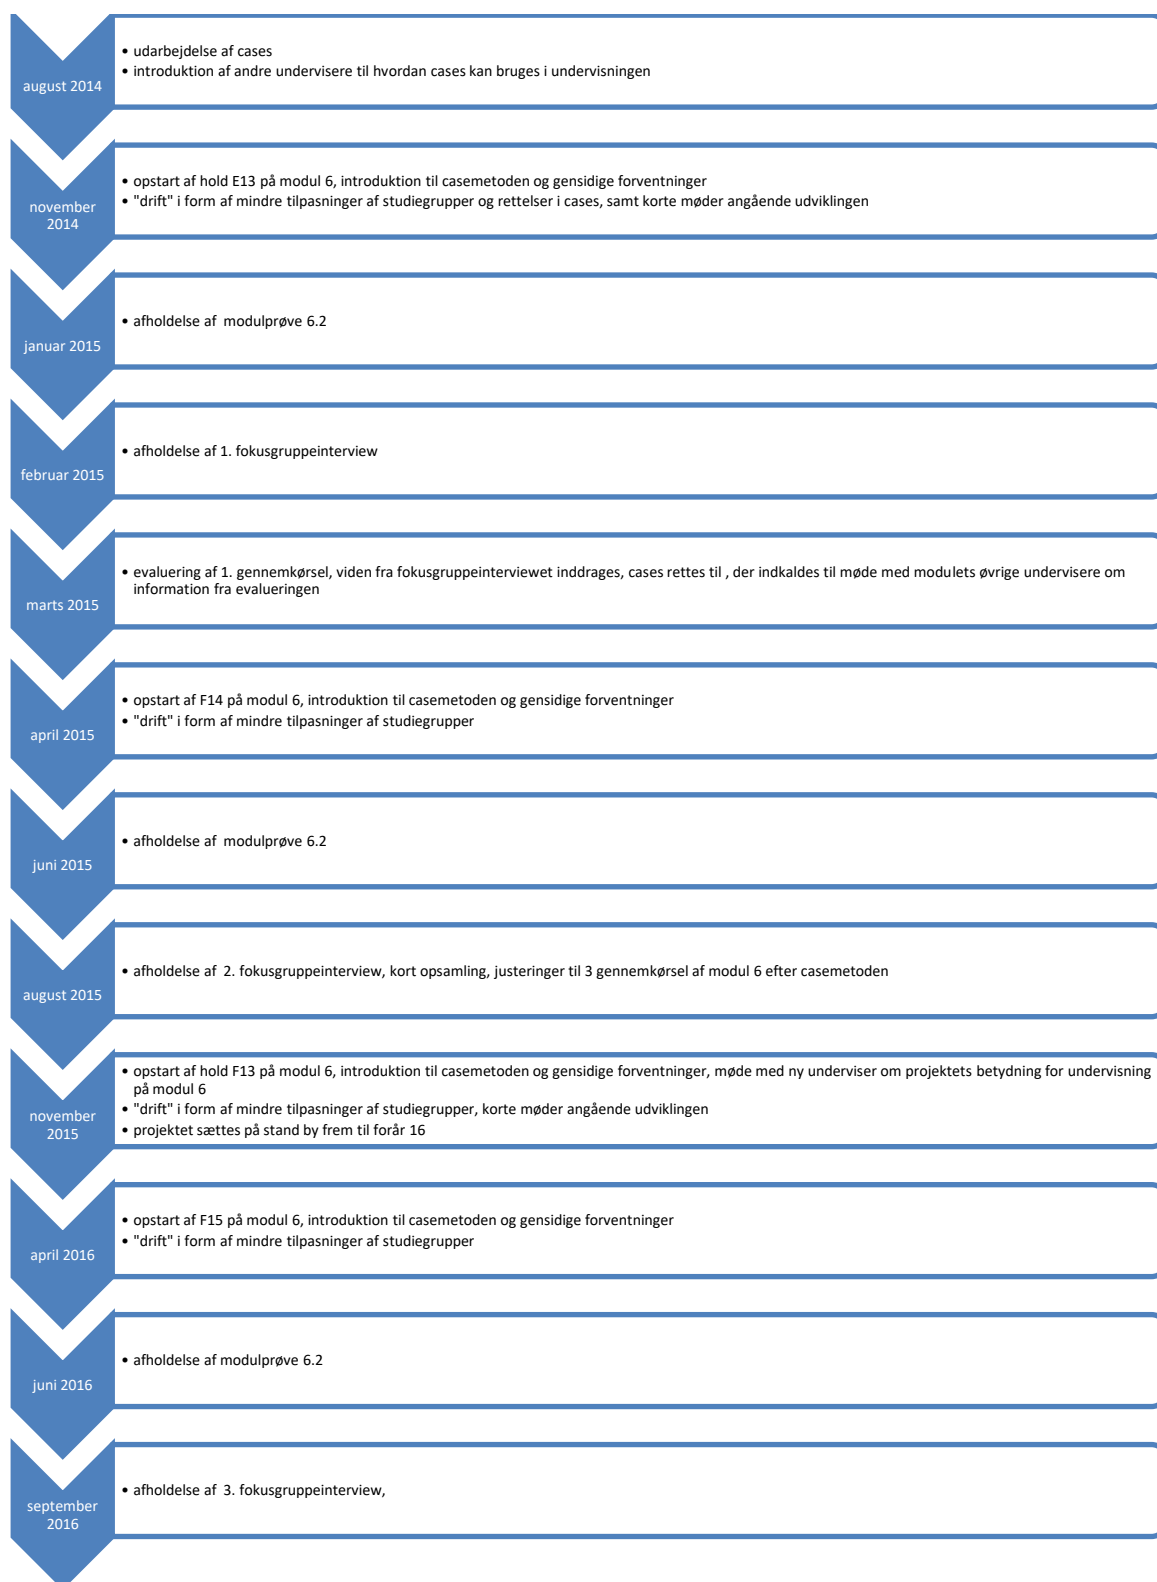 august 2014
• udarbejdelse af cases
• introduktion af andre undervisere til hvordan cases kan bruges i undervisningen
november
2014
• opstart af hold E13 på modul 6, introduktion til casemetoden og gensidige forventninger
• "drift" i form af mindre tilpasninger af studiegrupper og rettelser i cases, samt korte møder angående udviklingen
januar 2015
• afholdelse af modulprøve 6.2
februar 2015
• afholdelse af 1. fokusgruppeinterview
marts 2015
• evaluering af 1. gennemkørsel, viden fra fokusgruppeinterviewet inddrages, cases rettes til , der indkaldes til møde med modulets øvrige undervisere om
information fra evalueringen
april 2015
• opstart af F14 på modul 6, introduktion til casemetoden og gensidige forventninger
• "drift" i form af mindre tilpasninger af studiegrupper
juni 2015
• afholdelse af modulprøve 6.2
august 2015
• afholdelse af 2. fokusgruppeinterview, kort opsamling, justeringer til 3 gennemkørsel af modul 6 efter casemetoden
november
2015
• opstart af hold F13 på modul 6, introduktion til casemetoden og gensidige forventninger, møde med ny underviser om projektets betydning for undervisning
på modul 6
• "drift" i form af mindre tilpasninger af studiegrupper, korte møder angående udviklingen
• projektet sættes på stand by frem til forår 16
april 2016
• opstart af F15 på modul 6, introduktion til casemetoden og gensidige forventninger
• "drift" i form af mindre tilpasninger af studiegrupper
juni 2016
• afholdelse af modulprøve 6.2
september
2016
• afholdelse af 3. fokusgruppeinterview,